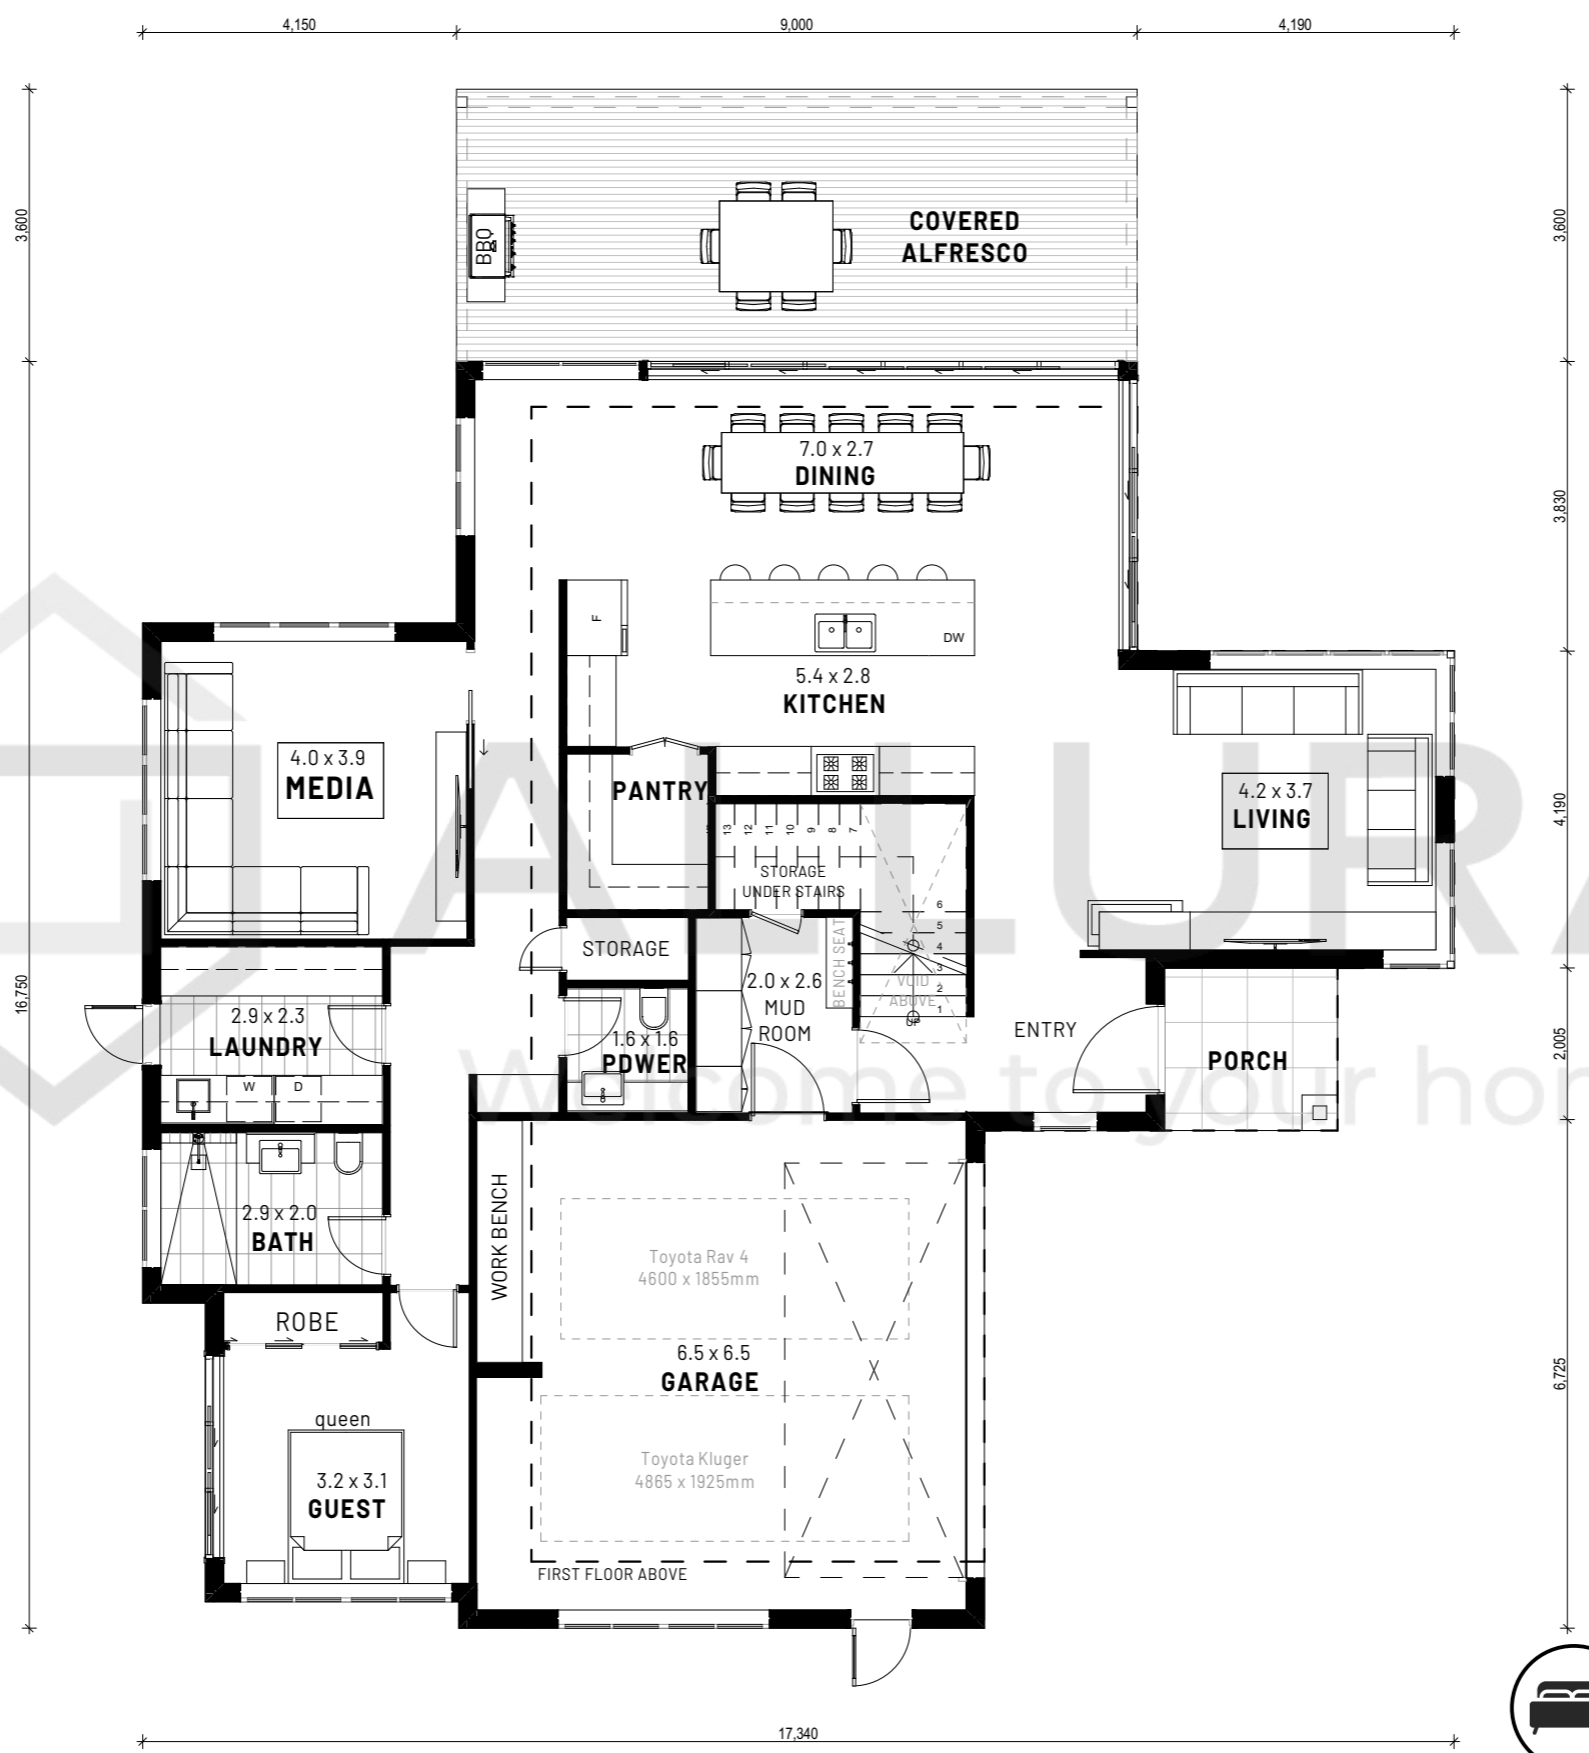 4,150
9,000
4,190
3,600
3,600
COVERED
ALFRESCO
BBQ
7.0 x 2.7
DINING
3,830
F
DW
5.4 x 2.8
KITCHEN
4.0 x 3.9
MEDIA
PANTRY
4.2 x 3.7
LIVING
4,190
ALLURA
Welcome to your ho
13
12
11
10
9
8
7
STORAGE
UNDER STAIRS
6
5
4
3
2
1
STORAGE
BENCH SEAT
2.0 x 2.6
MUD
ROOM
VOID
ABOVE
UP
16,750
2.9 x 2.3
LAUNDRY
W
D
1.6 x 1.6
PDWER
ENTRY
PORCH
2,005
2.9 x 2.0
BATH
WORK BENCH
Toyota Rav 4
4600 x 1855mm
ROBE
6.5 x 6.5
GARAGE
6,725
queen
3.2 x 3.1
GUEST
Toyota Kluger
4865 x 1925mm
FIRST FLOOR ABOVE
17,340